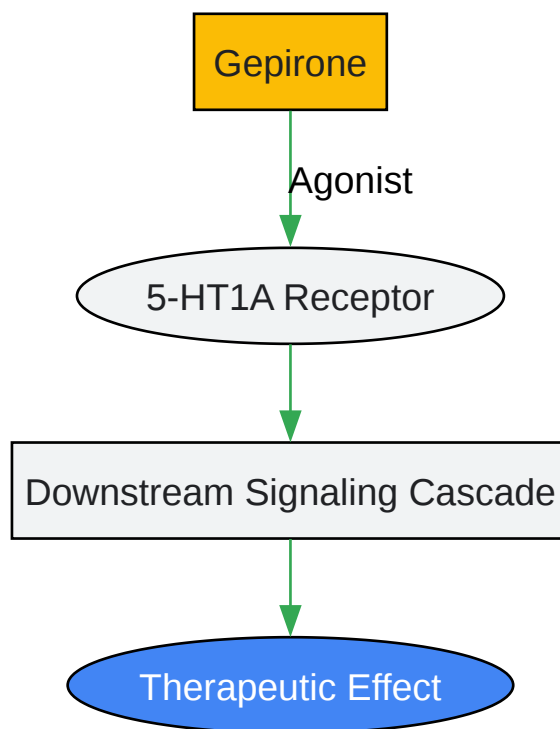 Gepirone
Agonist
5-HT1A Receptor
Downstream Signaling Cascade
Therapeutic Effect